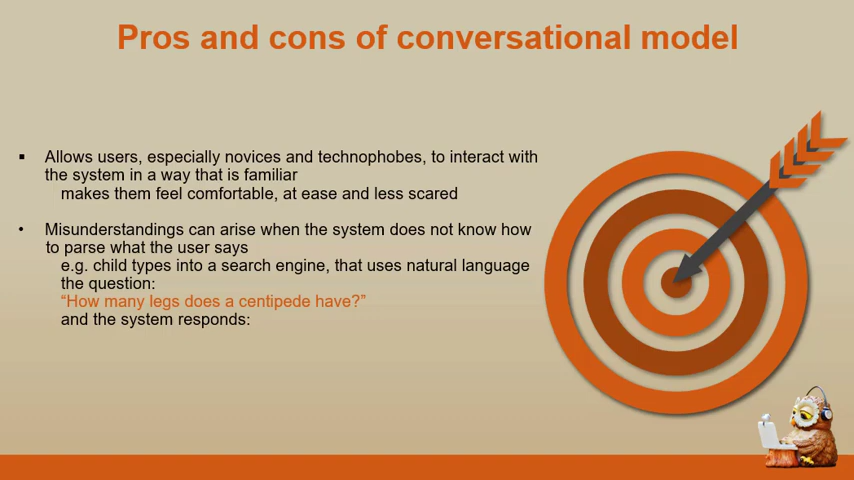 Pros and cons of conversational model
▪ Allows users, especially novices and technophobes, to interact with
the system in a way that is familiar
makes them feel comfortable, at ease and less scared
• Misunderstandings can arise when the system does not know how
to parse what the user says
e.g. child types into a search engine, that uses natural language
the question:
“How many legs does a centipede have?”
and the system responds: